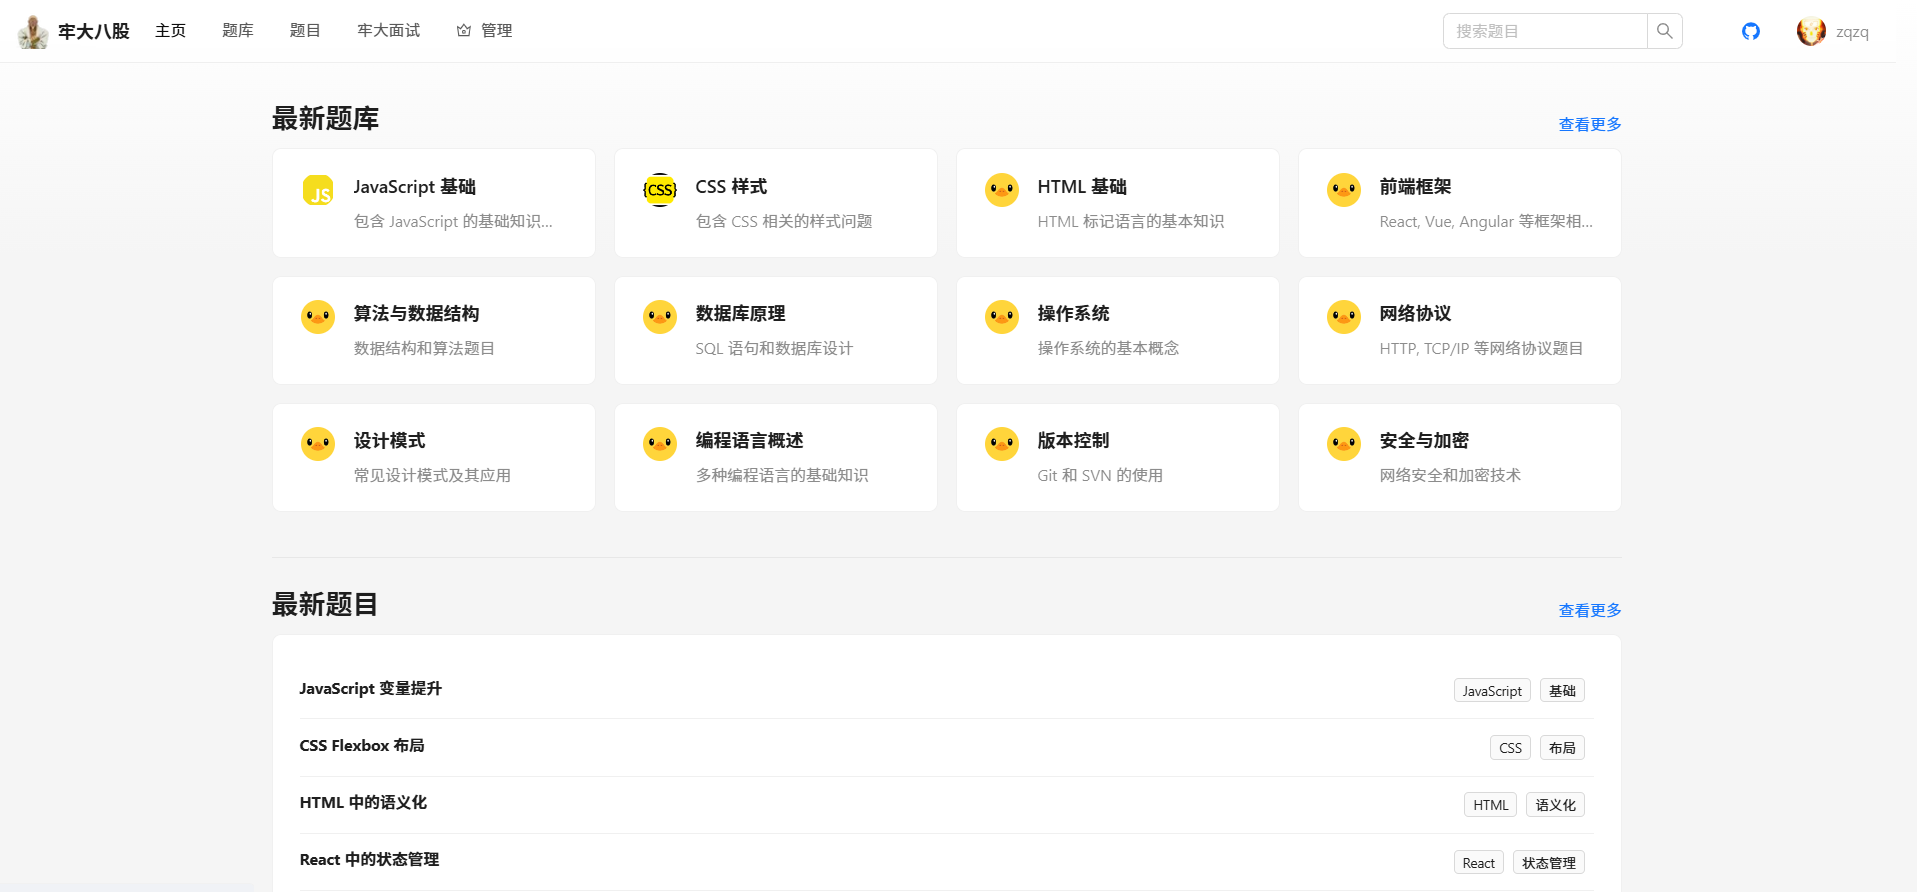 牢大八股 主页 题库 题目 牢大面试 管理 搜索题目 zqzq
最新题库 查看更多
JS JavaScript 基础
包含 JavaScript 的基础知识...
{CSS} CSS 样式
包含 CSS 相关的样式问题
HTML 基础
HTML 标记语言的基本知识
前端框架
React, Vue, Angular 等框架相...
算法与数据结构
数据结构和算法题目
数据库原理
SQL 语句和数据库设计
操作系统
操作系统的基本概念
网络协议
HTTP, TCP/IP 等网络协议题目
设计模式
常见设计模式及其应用
编程语言概述
多种编程语言的基础知识
版本控制
Git 和 SVN 的使用
安全与加密
网络安全和加密技术
最新题目 查看更多
JavaScript 变量提升 JavaScript 基础
CSS Flexbox 布局 CSS 布局
HTML 中的语义化 HTML 语义化
React 中的状态管理 React 状态管理